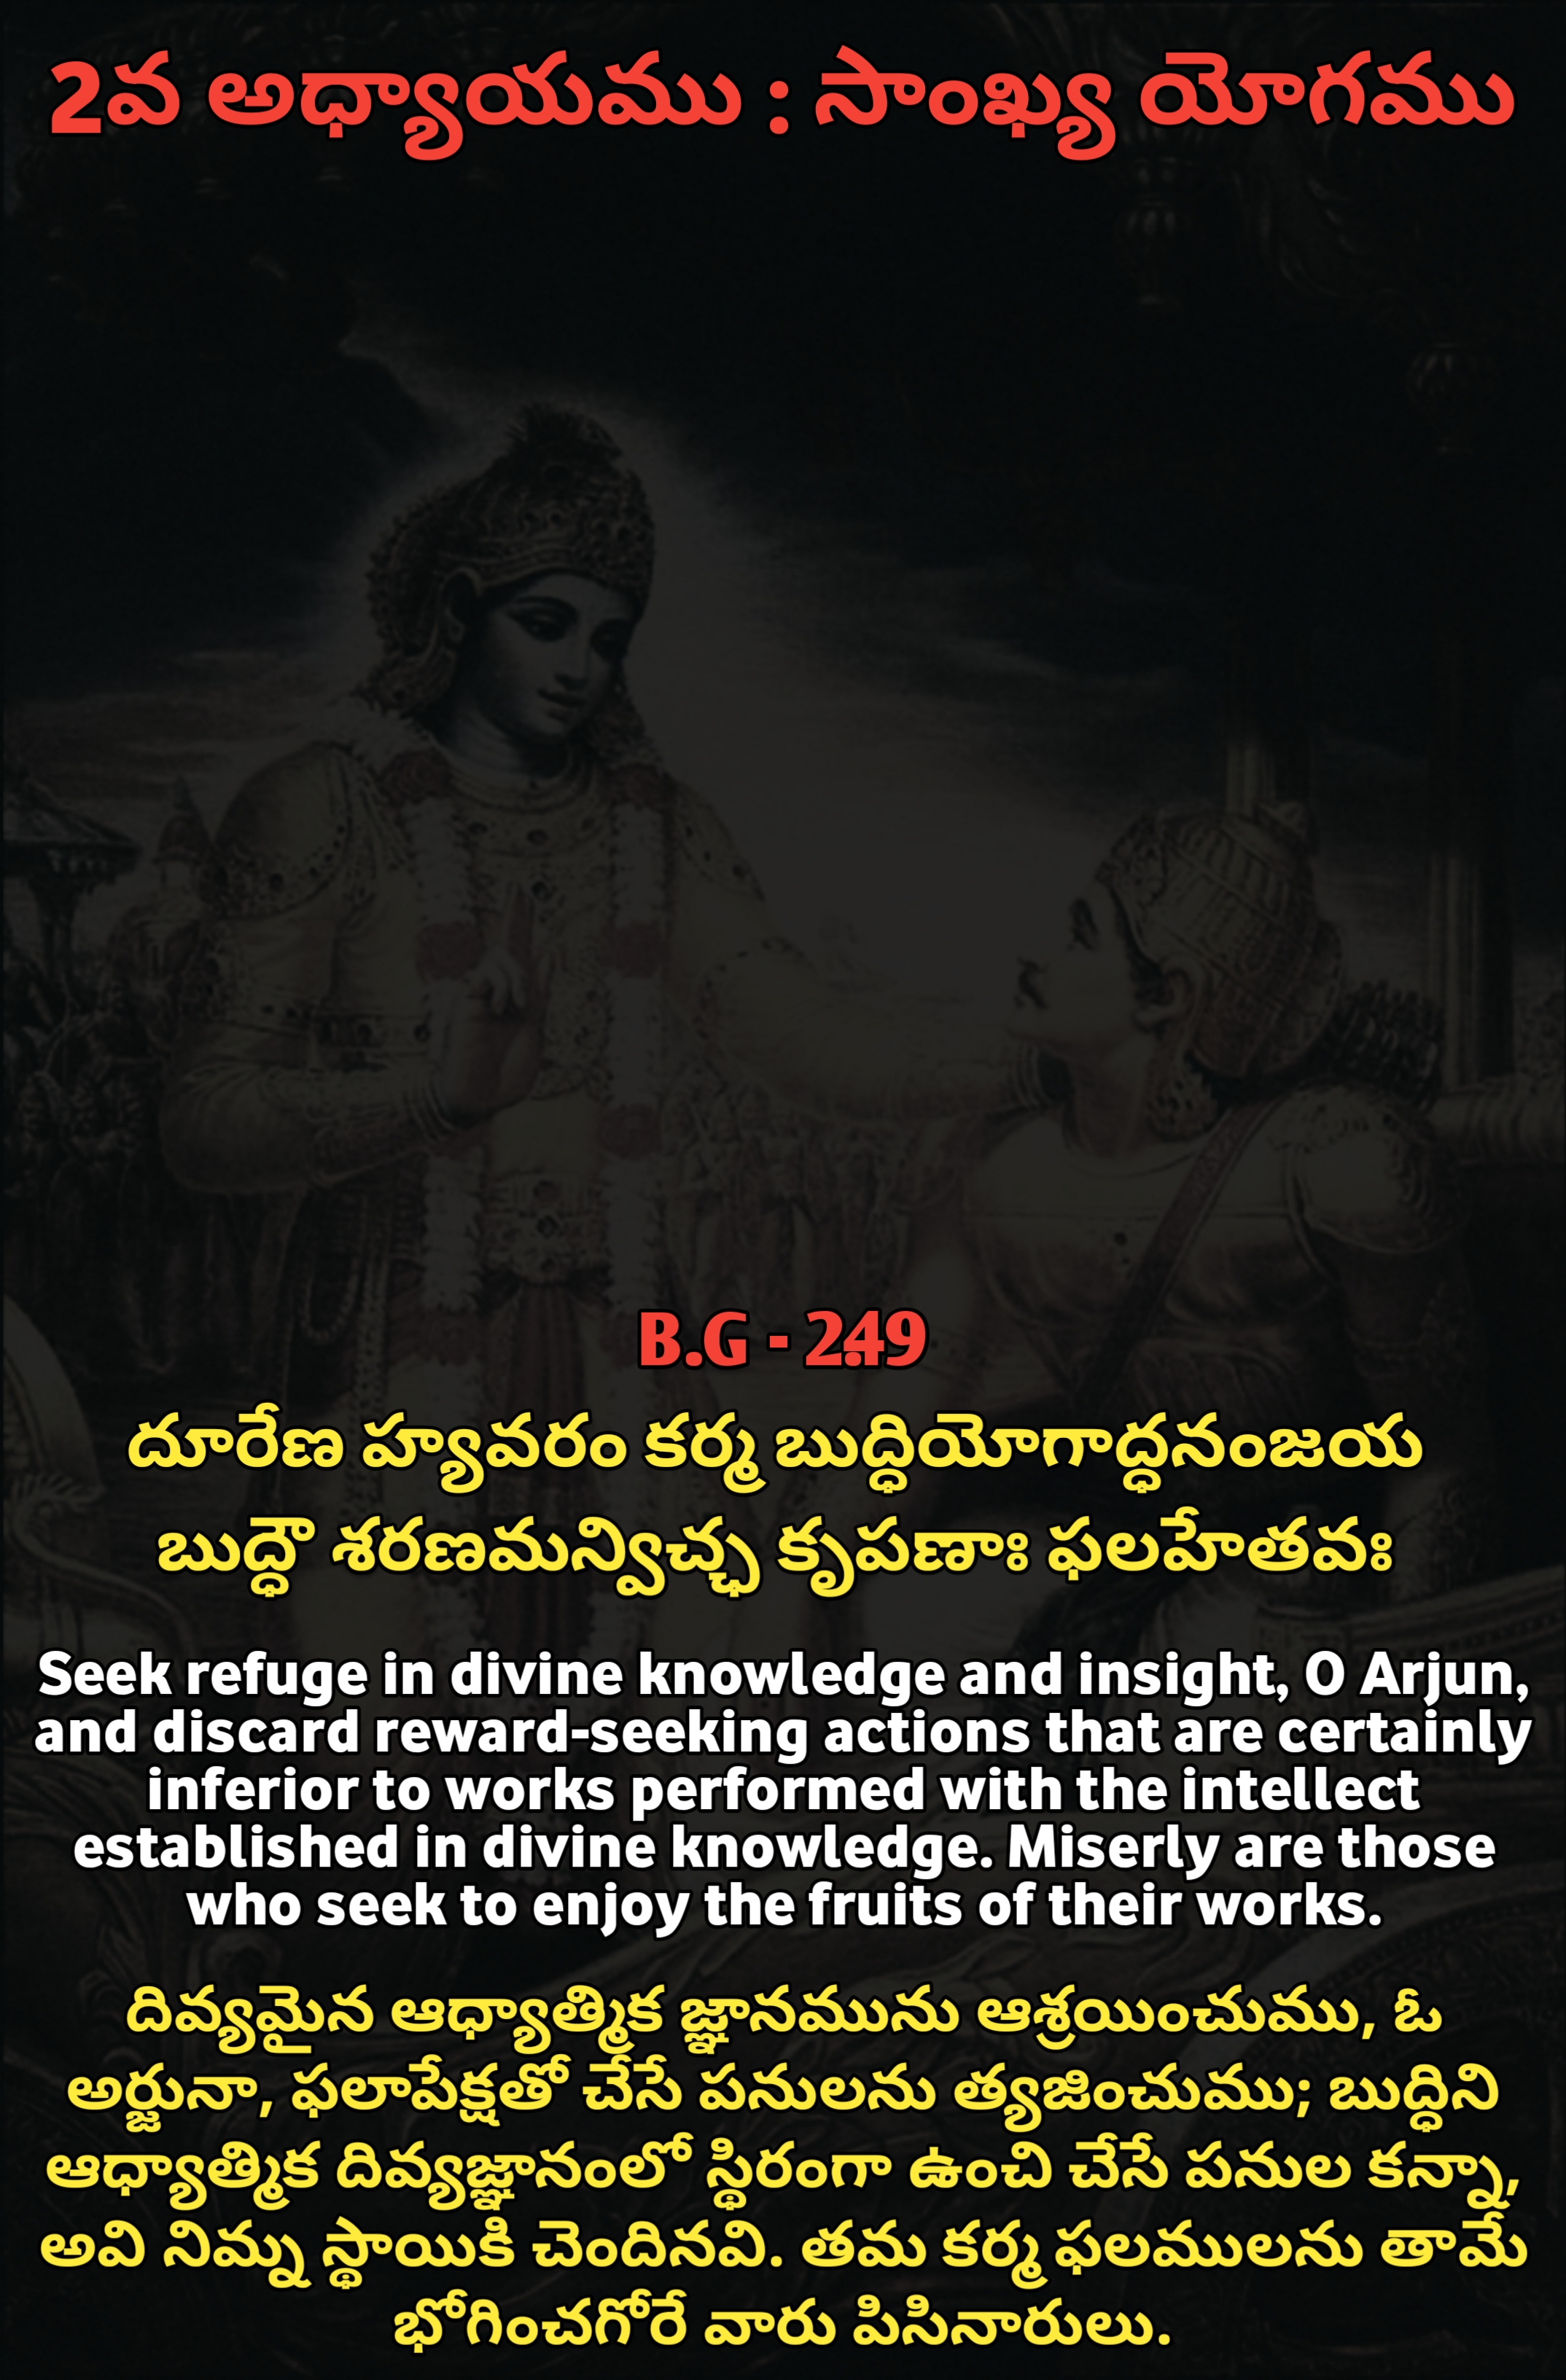 2వ అధ్యాయము : సాంఖ్య యోగము
B.G - 2.49
దూరేణ హ్యవరం కర్మ బుద్ధియోగాద్ధనంజయ
బుద్ధౌ శరణమన్విచ్ఛ కృపణాః ఫలహేతవః
Seek refuge in divine knowledge and insight, O Arjun,
and discard reward-seeking actions that are certainly
inferior to works performed with the intellect
established in divine knowledge. Miserly are those
who seek to enjoy the fruits of their works.
దివ్యమైన ఆధ్యాత్మిక జ్ఞానమును ఆశ్రయించుము, ఓ
అర్జునా, ఫలాపేక్షతో చేసే పనులను త్యజించుము; బుద్ధిని
ఆధ్యాత్మిక దివ్యజ్ఞానంలో స్థిరంగా ఉంచి చేసే పనుల కన్నా,
అవి నిమ్న స్థాయికి చెందినవి. తమ కర్మ ఫలములను తామే
భోగించగోరే వారు పిసినారులు.